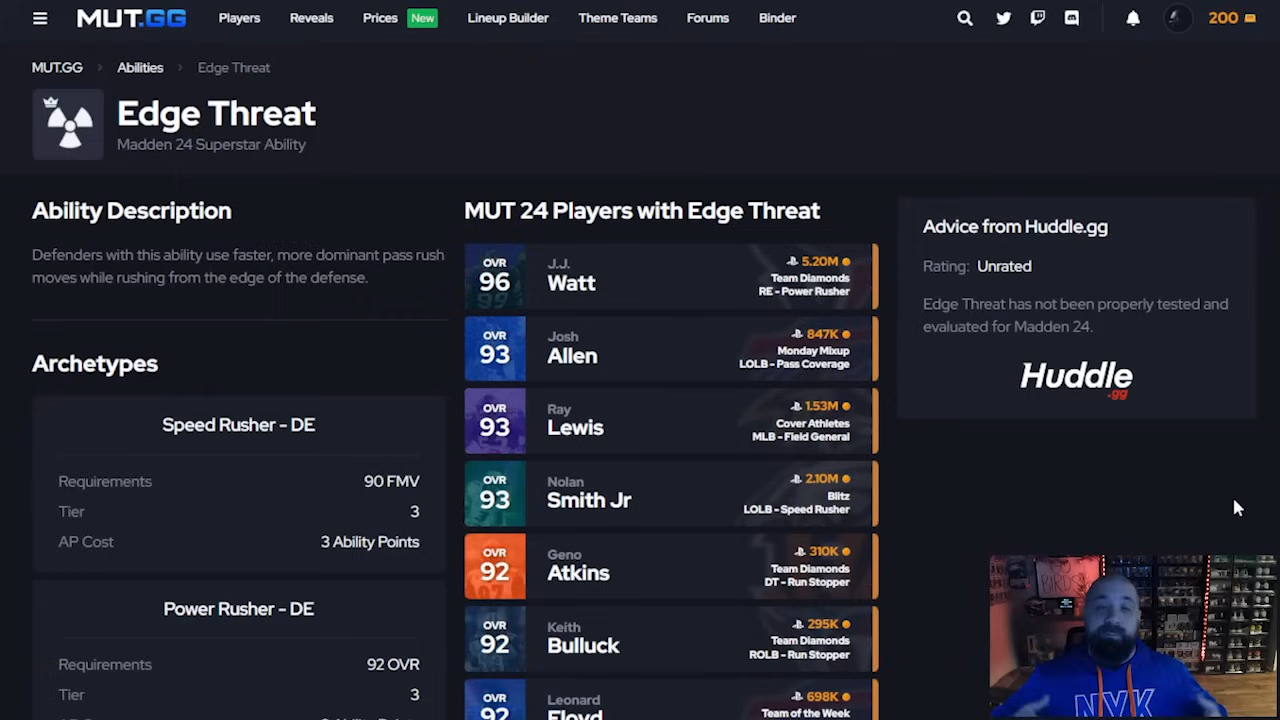 MUT.GG Players Reveals Prices New Lineup Builder Theme Teams Forums Binder 200
MUT.GG > Abilities > Edge Threat
Edge Threat
Madden 24 Superstar Ability
Ability Description
Defenders with this ability use faster, more dominant pass rush
moves while rushing from the edge of the defense.
Archetypes
Speed Rusher - DE
Requirements 90 FMV
Tier 3
AP Cost 3 Ability Points
Power Rusher - DE
Requirements 92 OVR
Tier 3
MUT 24 Players with Edge Threat
OVR 96
J.J.
Watt
5.20M
Team Diamonds
RE - Power Rusher
OVR 93
Josh
Allen
847K
Monday Mixup
LOLB - Pass Coverage
OVR 93
Ray
Lewis
1.53M
Cover Athletes
MLB - Field General
OVR 93
Nolan
Smith Jr
2.10M
Blitz
LOLB - Speed Rusher
OVR 92
Geno
Atkins
310K
Team Diamonds
DT - Run Stopper
OVR 92
Keith
Bulluck
295K
Team Diamonds
ROLB - Run Stopper
OVR 92
Leonard
Floyd
698K
Team of the Week
Advice from Huddle.gg
Rating: Unrated
Edge Threat has not been properly tested and
evaluated for Madden 24.
Huddle
.gg
BIRDS
NYK